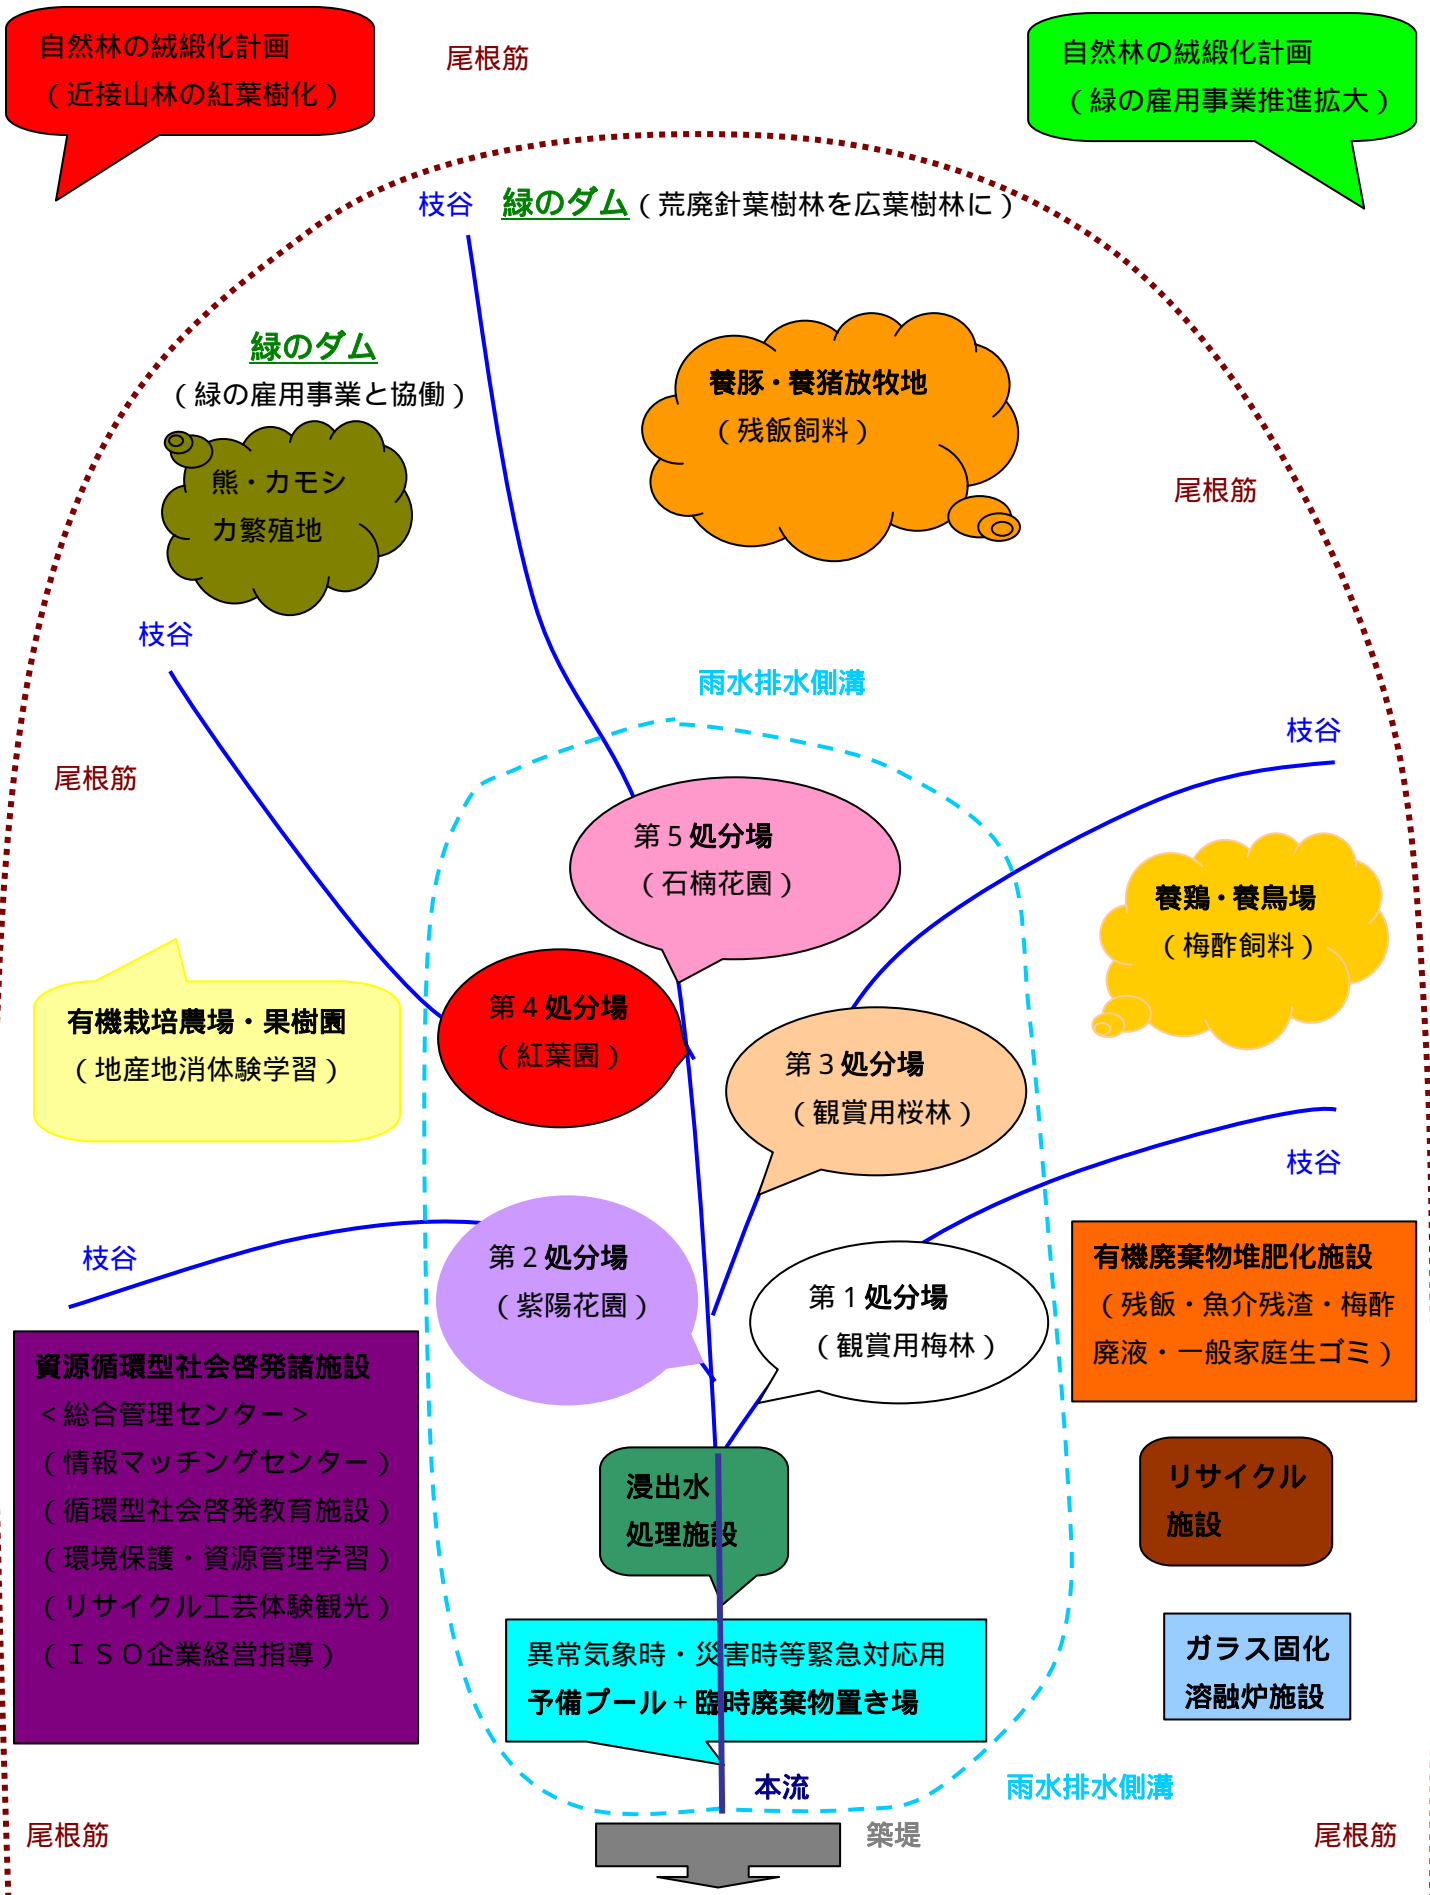 自然林の絨緞化計画
（近接山林の紅葉樹化）
尾根筋
自然林の絨緞化計画
（緑の雇用事業推進拡大）
枝谷
緑のダム（荒廃針葉樹林を広葉樹林に）
緑のダム
（緑の雇用事業と協働）
養豚・養猪放牧地
（残飯飼料）
熊・カモシ
カ繁殖地
尾根筋
枝谷
雨水排水側溝
枝谷
尾根筋
第５処分場
（石楠花園）
養鶏・養鳥場
（梅酢飼料）
有機栽培農場・果樹園
（地産地消体験学習）
第４処分場
（紅葉園）
第３処分場
（観賞用桜林）
枝谷
枝谷
第２処分場
（紫陽花園）
第１処分場
（観賞用梅林）
有機廃棄物堆肥化施設
（残飯・魚介残渣・梅酢
廃液・一般家庭生ゴミ）
資源循環型社会啓発諸施設
＜総合管理センター＞
（情報マッチングセンター）
（循環型社会啓発教育施設）
（環境保護・資源管理学習）
（リサイクル工芸体験観光）
（ＩＳＯ企業経営指導）
浸出水
処理施設
リサイクル
施設
異常気象時・災害時等緊急対応用
予備プール＋臨時廃棄物置き場
ガラス固化
溶融炉施設
本流
雨水排水側溝
尾根筋
築堤
尾根筋